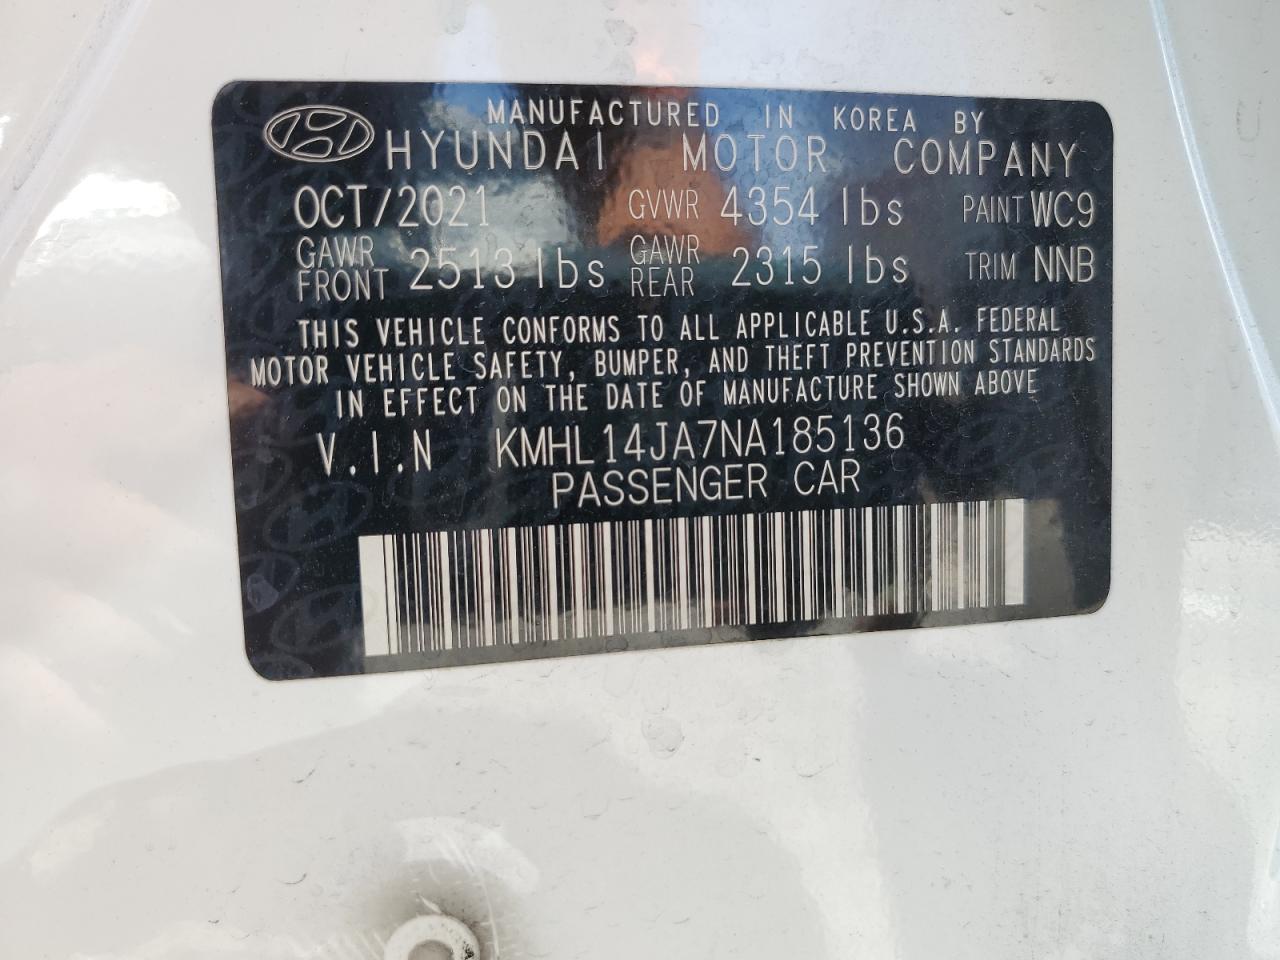 MANUFACTURED IN KOREA BY
HYUNDAI MOTOR COMPANY
OCT/2021 GVWR 4354 lbs PAINT WC9
GAWR FRONT 2513 lbs GAWR REAR 2315 lbs TRIM NNB
THIS VEHICLE CONFORMS TO ALL APPLICABLE U.S.A. FEDERAL
MOTOR VEHICLE SAFETY, BUMPER, AND THEFT PREVENTION STANDARDS
IN EFFECT ON THE DATE OF MANUFACTURE SHOWN ABOVE
V.I.N KMHL14JA7NA185136
PASSENGER CAR